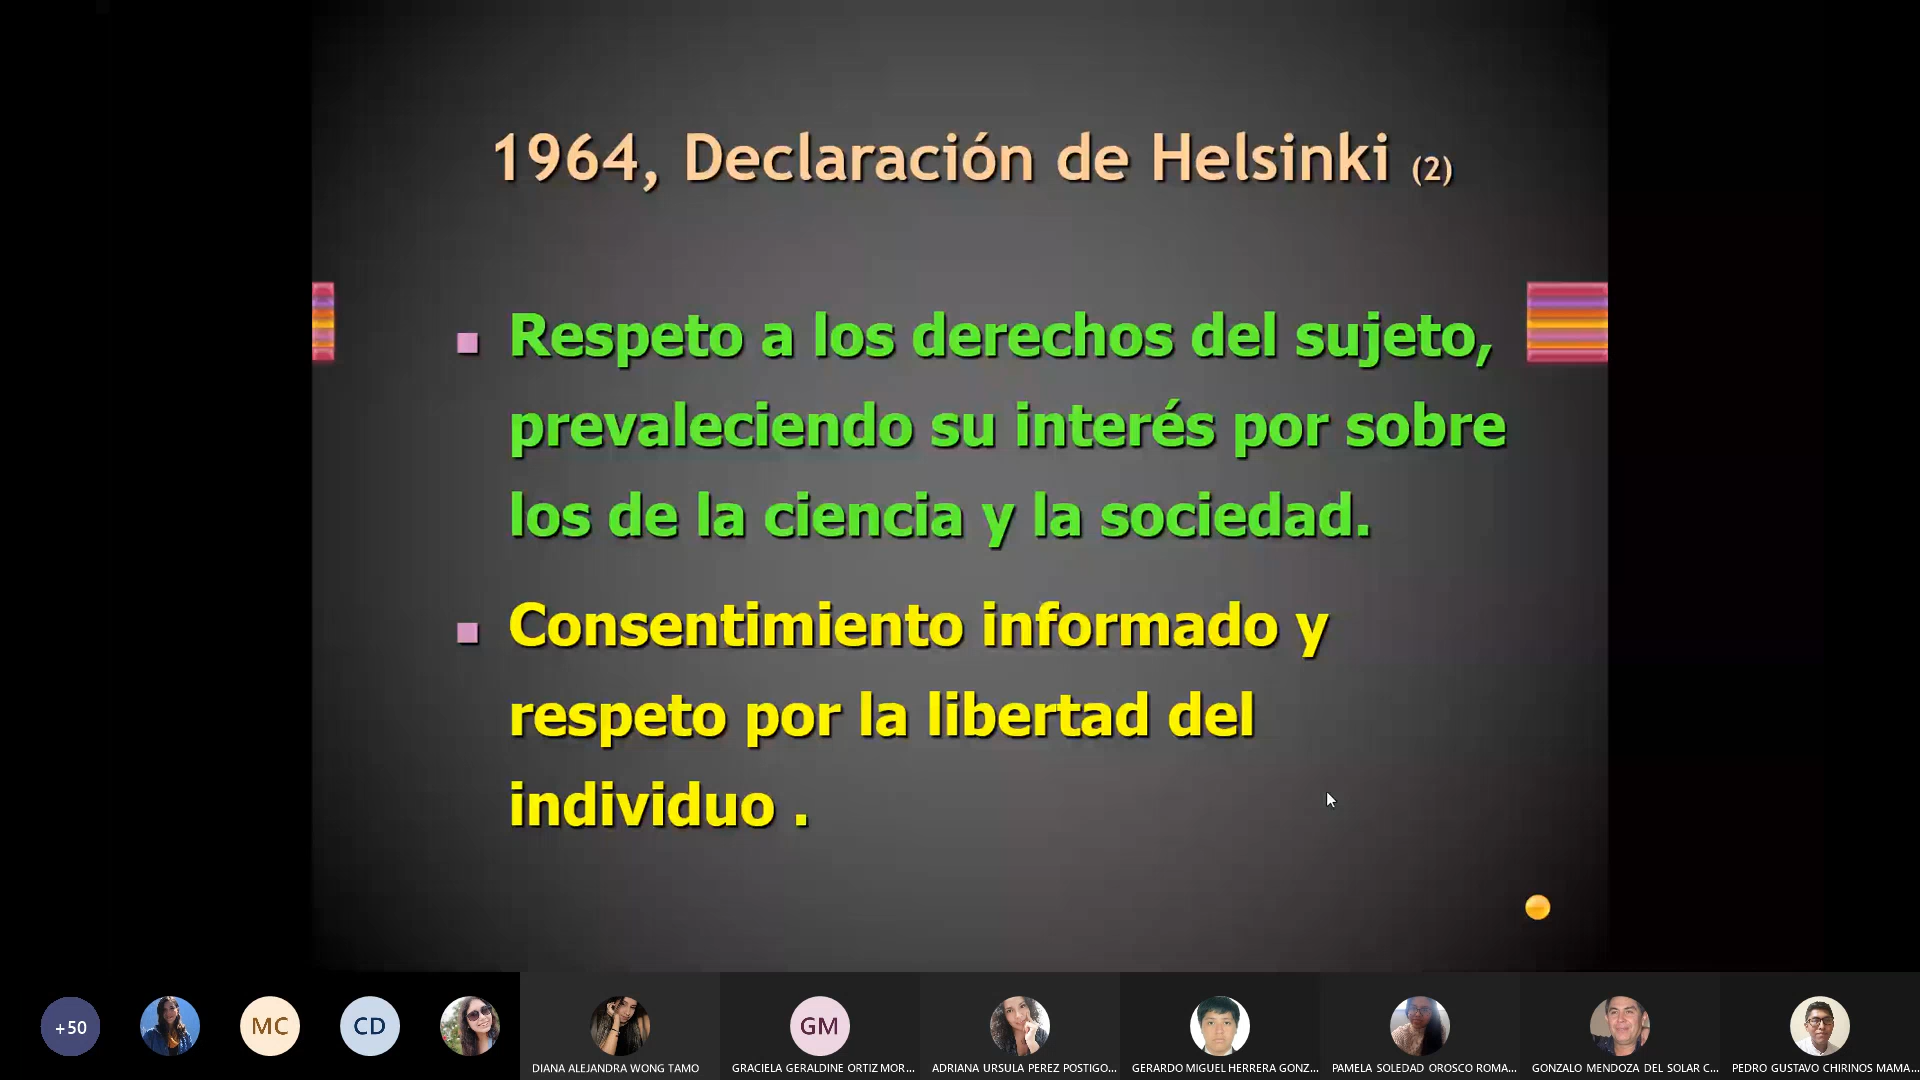 1964, Declaración de Helsinki (2)
Respeto a los derechos del sujeto,
prevaleciendo su interés por sobre
los de la ciencia y la sociedad.
Consentimiento informado y
respeto por la libertad del
individuo .
+50
MC
CD
GM
DIANA ALEJANDRA WONG TAMO
GRACIELA GERALDINE ORTIZ MOR...
ADRIANA URSULA PEREZ POSTIGO...
GERARDO MIGUEL HERRERA GONZ...
PAMELA SOLEDAD OROSCO ROMA...
GONZALO MENDOZA DEL SOLAR C...
PEDRO GUSTAVO CHIRINOS MAMA...